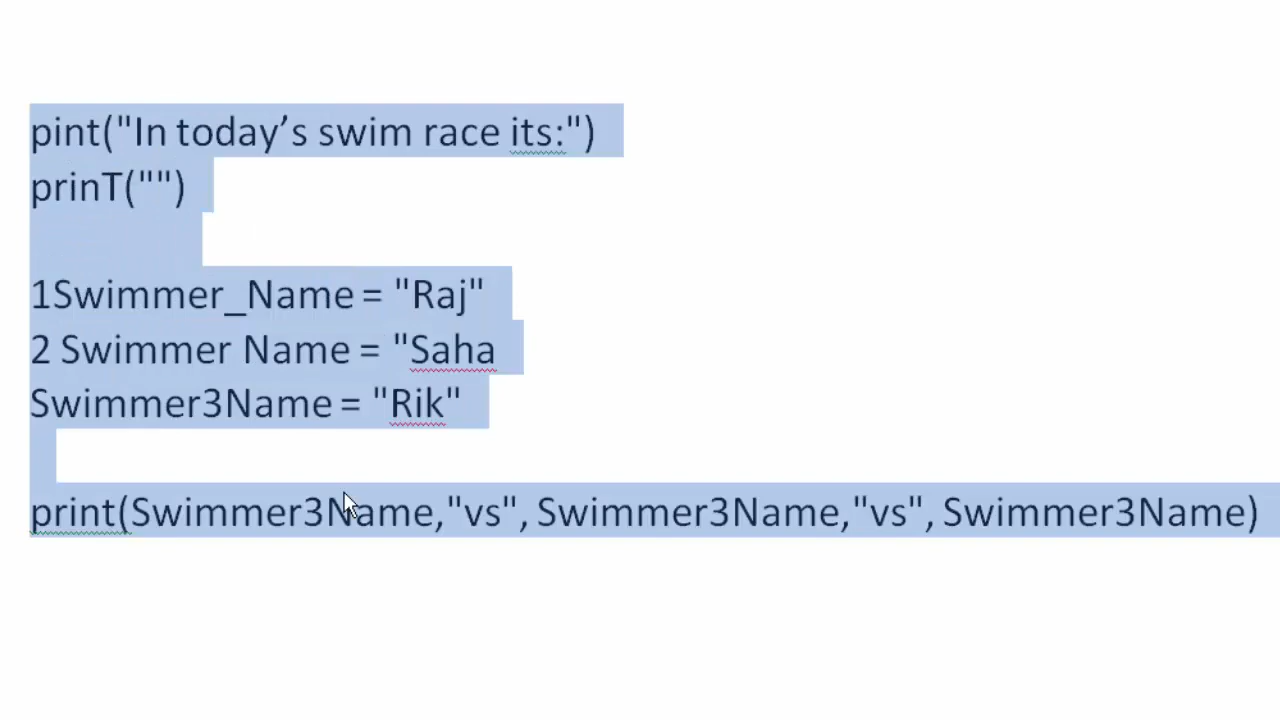 pint("In today’s swim race its:")
prinT("")
1Swimmer_Name = "Raj"
2 Swimmer Name = "Saha
Swimmer3Name = "Rik"
print(Swimmer3Name,"vs", Swimmer3Name,"vs", Swimmer3Name)